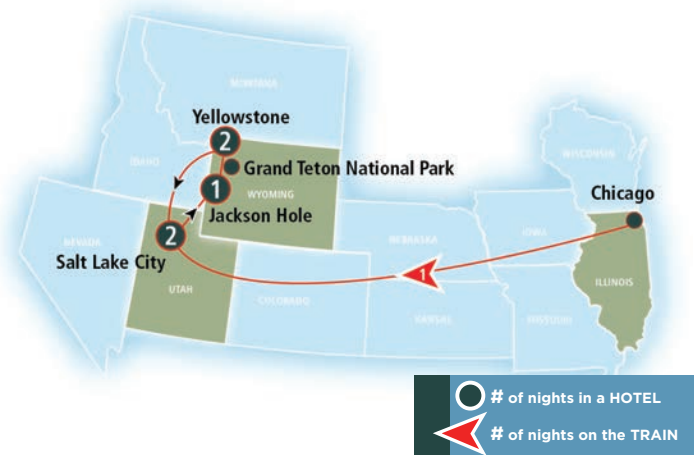 MONTANA
Yellowstone
2
IDAHO
Grand Teton National Park
WISCONSIN
1
WYOMING
Chicago
Jackson Hole
2
NEBRASKA
IOWA
NEVADA
Salt Lake City
1
UTAH
COLORADO
KANSAS
MISSOURI
ILLINOIS
# of nights in a HOTEL
# of nights on the TRAIN